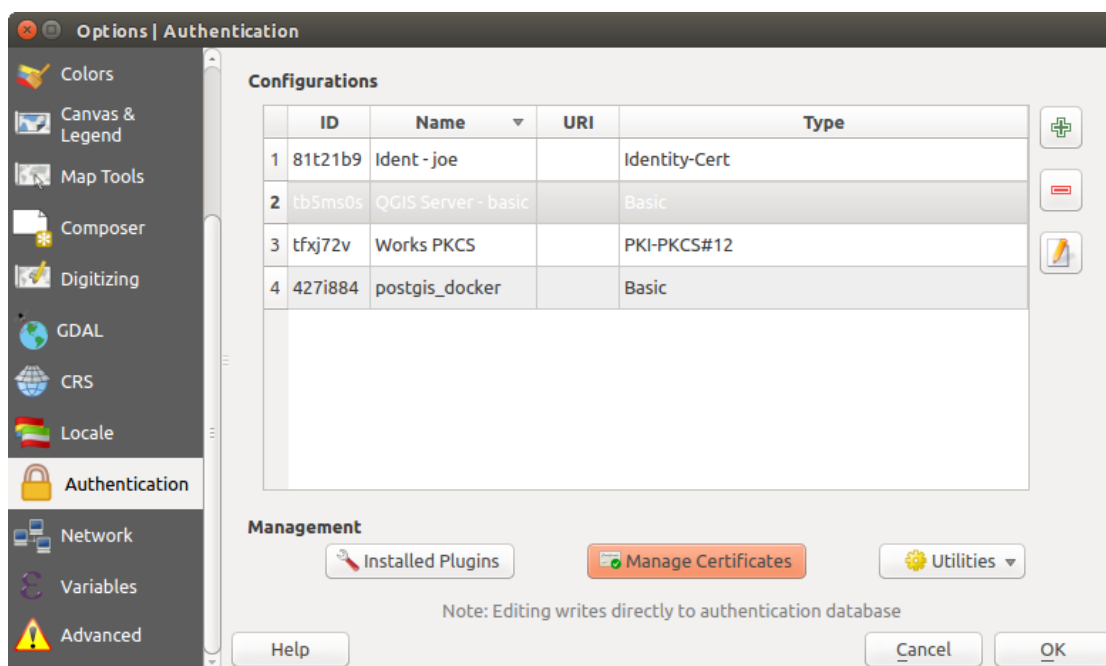 Options | Authentication
Colors
Canvas &
Legend
Map Tools
Composer
Digitizing
GDAL
CRS
Locale
Authentication
Network
Variables
Advanced
Configurations
ID Name URI Type
1 81t21b9 Ident - joe Identity-Cert
2 tb5ms0s QGIS Server - basic Basic
3 tfxj72v Works PKCS PKI-PKCS#12
4 427i884 postgis_docker Basic
Management
Installed Plugins Manage Certificates Utilities
Note: Editing writes directly to authentication database
Help Cancel OK